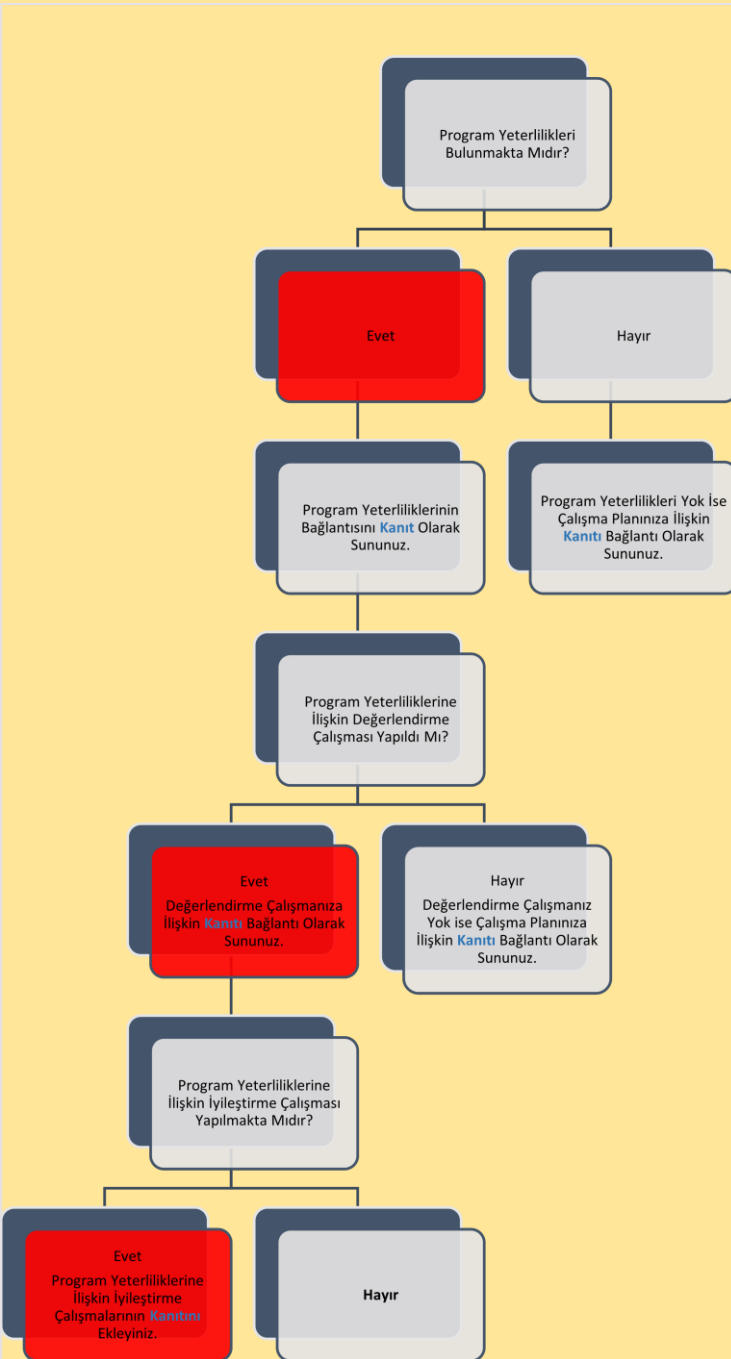 Program Yeterlilikleri
Bulunmakta Mıdır?
Evet
Hayır
Program Yeterliliklerinin
Bağlantısını Kanıt Olarak
Sununuz.
Program Yeterlilikleri Yok İse
Çalışma Planınıza İlişkin
Kanıtı Bağlantı Olarak
Sununuz.
Program Yeterliliklerine
İlişkin Değerlendirme
Çalışması Yapıldı Mı?
Evet
Değerlendirme Çalışmanıza
İlişkin Kanıtı Bağlantı Olarak
Sununuz.
Hayır
Değerlendirme Çalışmanız
Yok ise Çalışma Planınıza
İlişkin Kanıtı Bağlantı Olarak
Sununuz.
Program Yeterliliklerine
İlişkin İyileştirme Çalışması
Yapılmakta Mıdır?
Evet
Program Yeterliliklerine
İlişkin İyileştirme
Çalışmalarının Kanıtını
Ekleyiniz.
Hayır